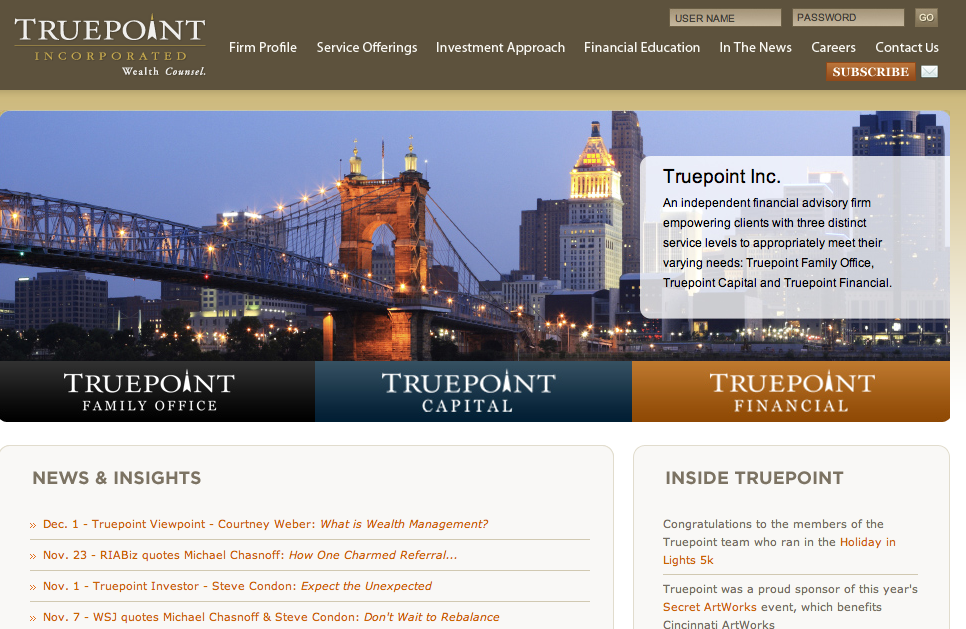 TRUEPOINT
INCORPORATED
Wealth Counsel.
USER NAME
PASSWORD
GO
Firm Profile
Service Offerings
Investment Approach
Financial Education
In The News
Careers
Contact Us
SUBSCRIBE
Truepoint Inc.
An independent financial advisory firm
empowering clients with three distinct
service levels to appropriately meet their
varying needs: Truepoint Family Office,
Truepoint Capital and Truepoint Financial.
TRUEPOINT
FAMILY OFFICE
TRUEPOINT
CAPITAL
TRUEPOINT
FINANCIAL
NEWS & INSIGHTS
» Dec. 1 - Truepoint Viewpoint - Courtney Weber: What is Wealth Management?
» Nov. 23 - RIABiz quotes Michael Chasnoff: How One Charmed Referral...
» Nov. 1 - Truepoint Investor - Steve Condon: Expect the Unexpected
» Nov. 7 - WSJ quotes Michael Chasnoff & Steve Condon: Don't Wait to Rebalance
INSIDE TRUEPOINT
Congratulations to the members of the
Truepoint team who ran in the Holiday in
Lights 5k
Truepoint was a proud sponsor of this year's
Secret ArtWorks event, which benefits
Cincinnati ArtWorks